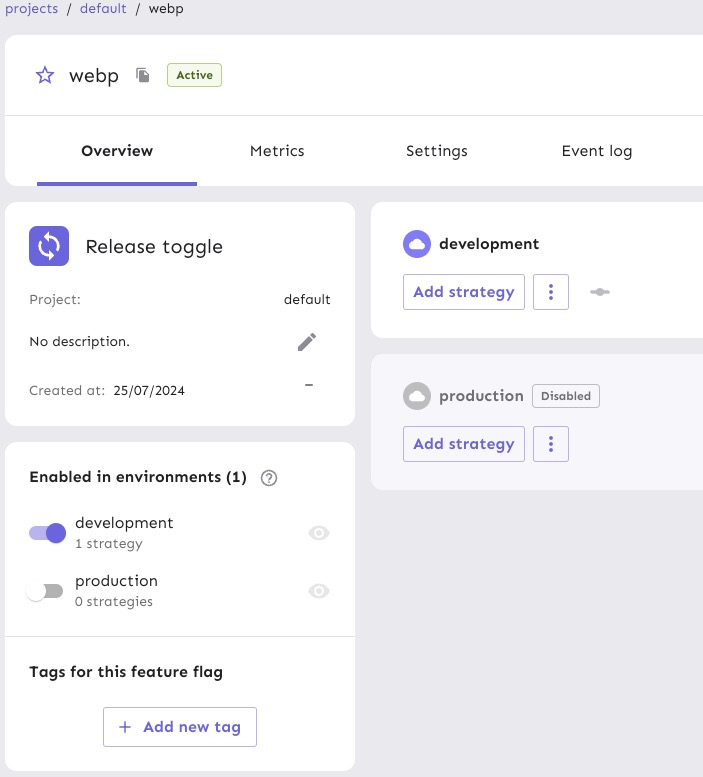 projects / default / webp
webp Active
Overview Metrics Settings Event log
Release toggle
Project: default
No description.
Created at: 25/07/2024 –
Enabled in environments (1) ?
development
1 strategy
production
0 strategies
Tags for this feature flag
+ Add new tag
development
Add strategy
production Disabled
Add strategy